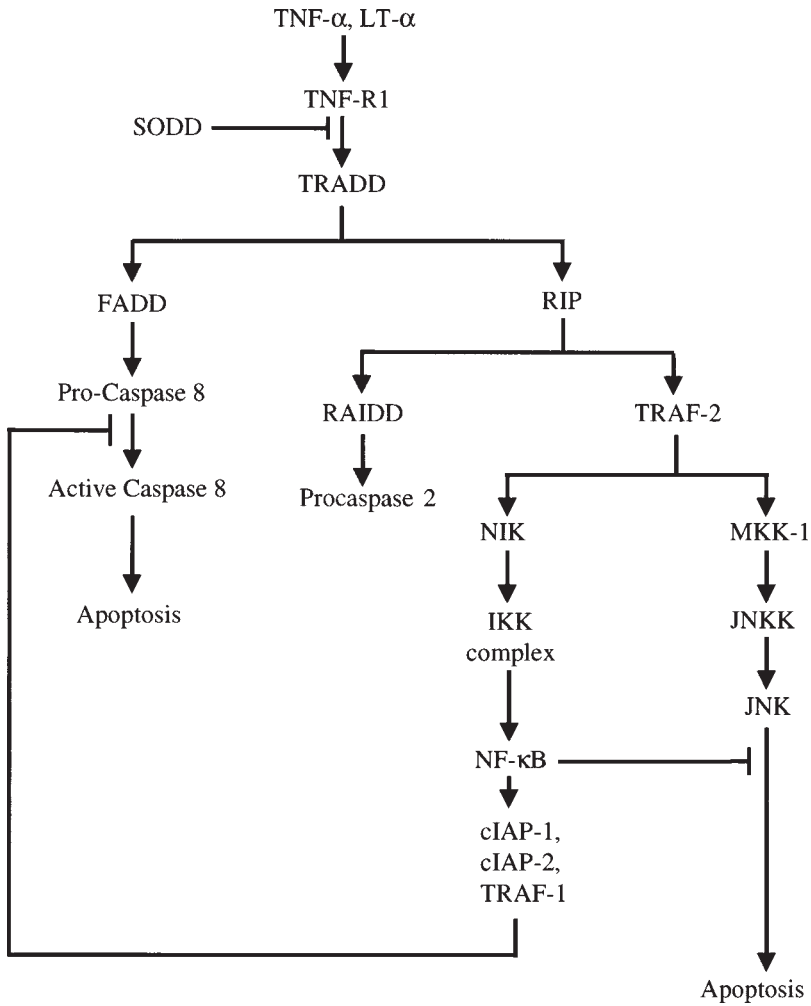 TNF-α, LT-α
TNF-R1
SODD
TRADD
FADD
RIP
Pro-Caspase 8
RAIDD
TRAF-2
Active Caspase 8
Procaspase 2
NIK
MKK-1
Apoptosis
IKK
complex
JNKK
JNK
NF-κB
cIAP-1,
cIAP-2,
TRAF-1
Apoptosis